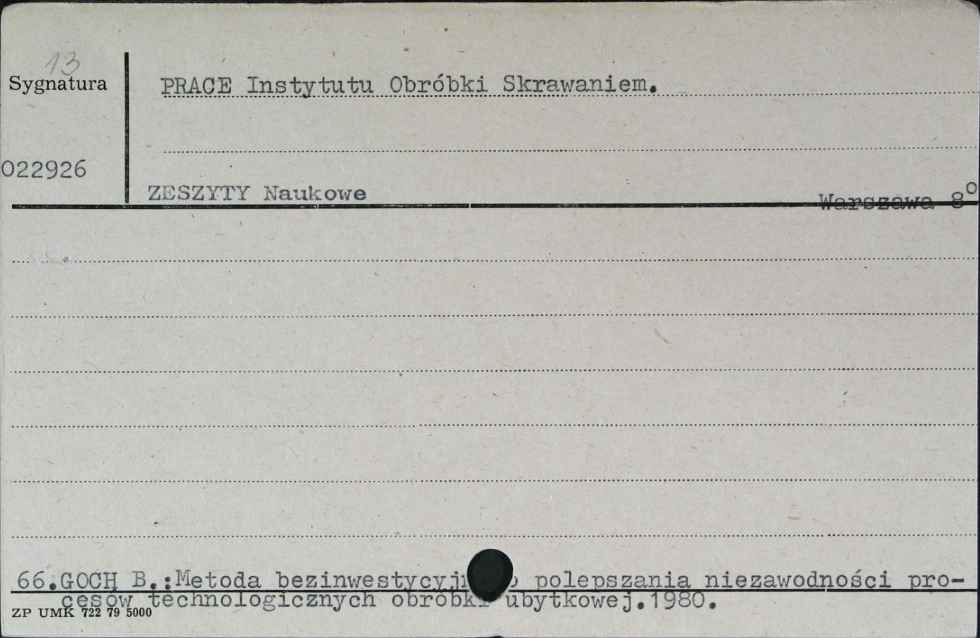 13
Sygnatura
PRACE Instytutu Obróbki Skrawaniem.
022926
ZESZYTY Naukowe
Warszawa 8°
66.GOCH B.:Metoda polepszania niezawodności pro-
cesów technologicznych obróbki ubytkowej.1980.
ZP UMK 722 79 5000